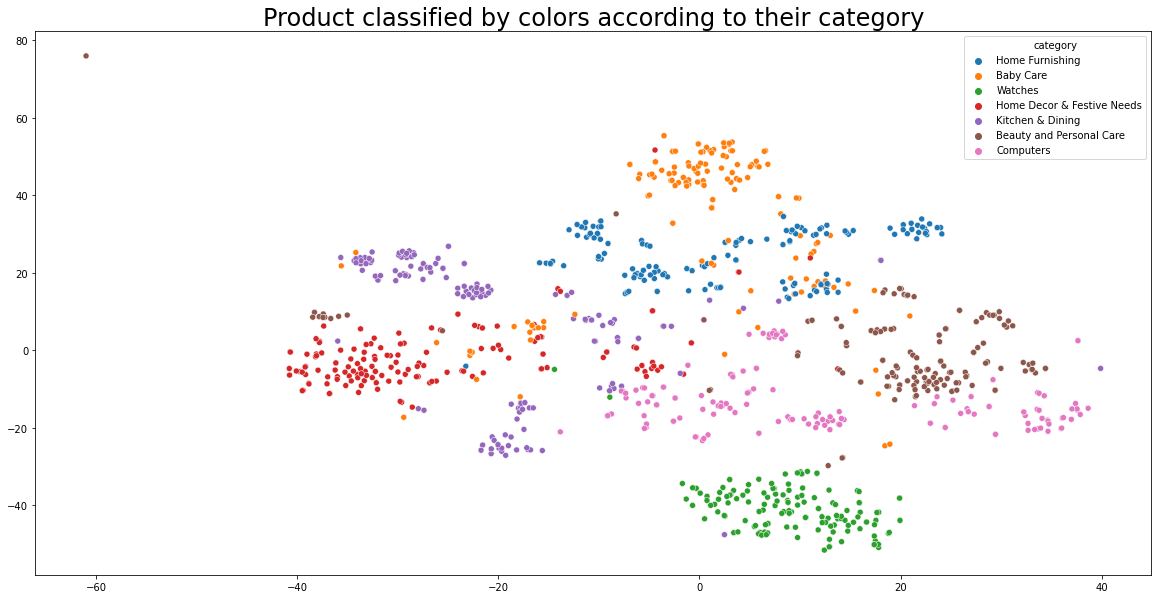 Product classified by colors according to their category
category
Home Furnishing
Baby Care
Watches
Home Decor & Festive Needs
Kitchen & Dining
Beauty and Personal Care
Computers
80
60
40
20
0
−20
−40
−60 −40 −20 0 20 40